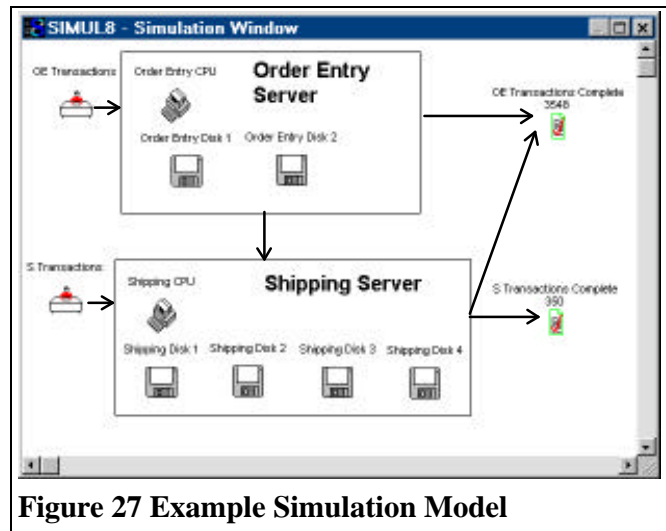 SIMUL8 - Simulation Window
OE Transactions
Order Entry CPU
Order Entry
Server
OE Transactions Complete
3548
Order Entry Disk 1
Order Entry Disk 2
S Transactions
Shipping CPU
Shipping Server
S Transactions Complete
350
Shipping Disk 1
Shipping Disk 2
Shipping Disk 3
Shipping Disk 4
Figure 27 Example Simulation Model